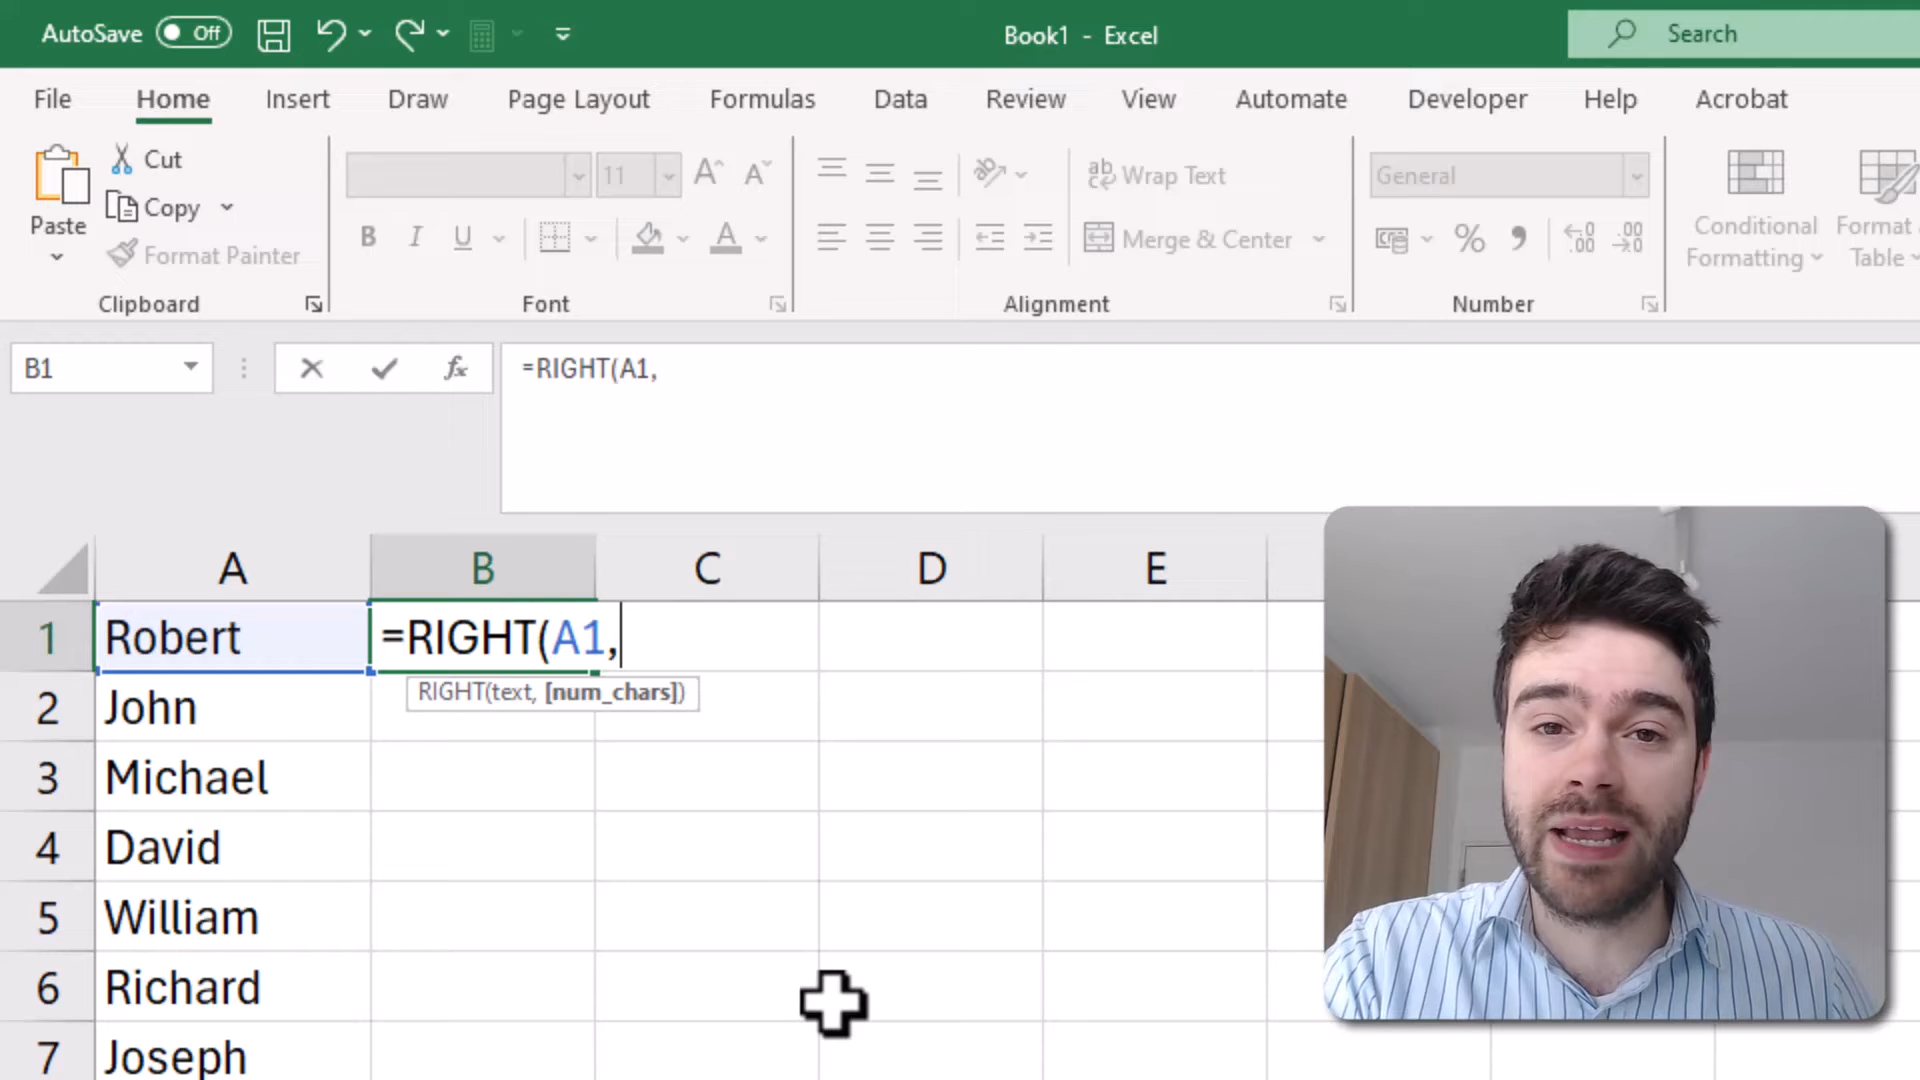 AutoSave Off
Book1 - Excel
Search
File Home Insert Draw Page Layout Formulas Data Review View Automate Developer Help Acrobat
Paste
Cut
Copy
Format Painter
Clipboard
11
B I U
Font
Wrap Text
Merge & Center
Alignment
General
Number
Conditional
Formatting
Format
Table
B1
fx
=RIGHT(A1,
A B C D E
1 Robert =RIGHT(A1,
RIGHT(text, [num_chars])
2 John
3 Michael
4 David
5 William
6 Richard
7 Joseph